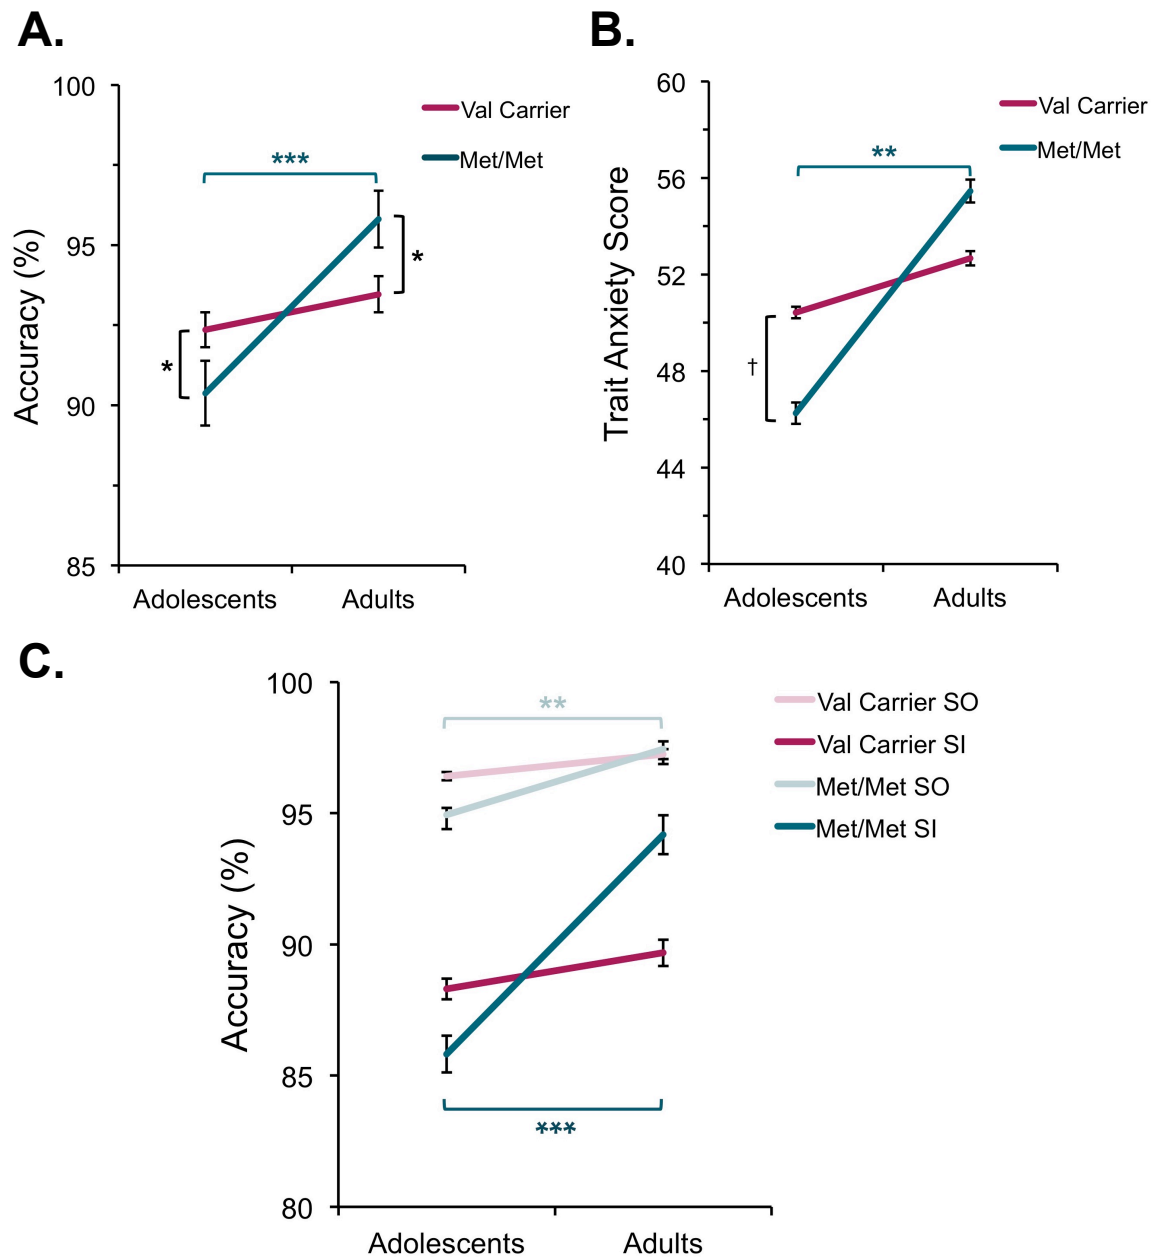 A.
100
95
90
85
Accuracy (%)
Val Carrier
Met/Met
***
*
*
Adolescents
Adults
B.
60
56
52
48
44
40
Trait Anxiety Score
Val Carrier
Met/Met
**
†
Adolescents
Adults
C.
100
95
90
85
80
Accuracy (%)
Val Carrier SO
Val Carrier SI
Met/Met SO
Met/Met SI
**
***
Adolescents
Adults